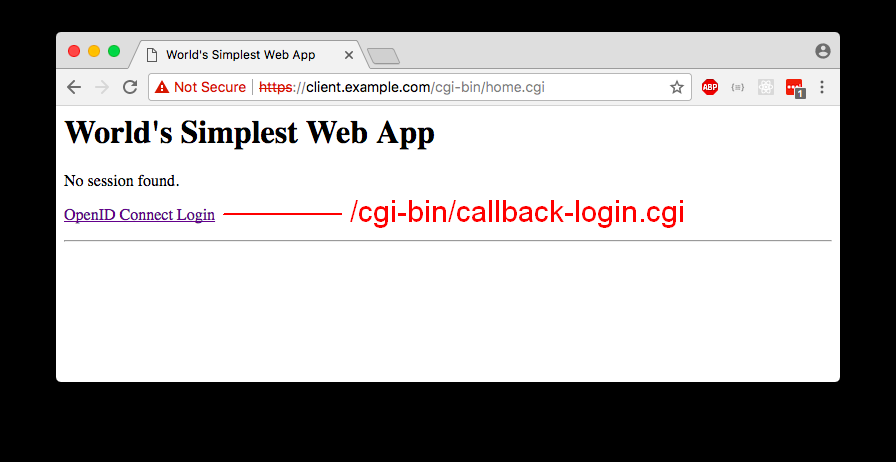 World's Simplest Web App
Not Secure https://client.example.com/cgi-bin/home.cgi ABP {≡} 1
World's Simplest Web App
No session found.
OpenID Connect Login /cgi-bin/callback-login.cgi